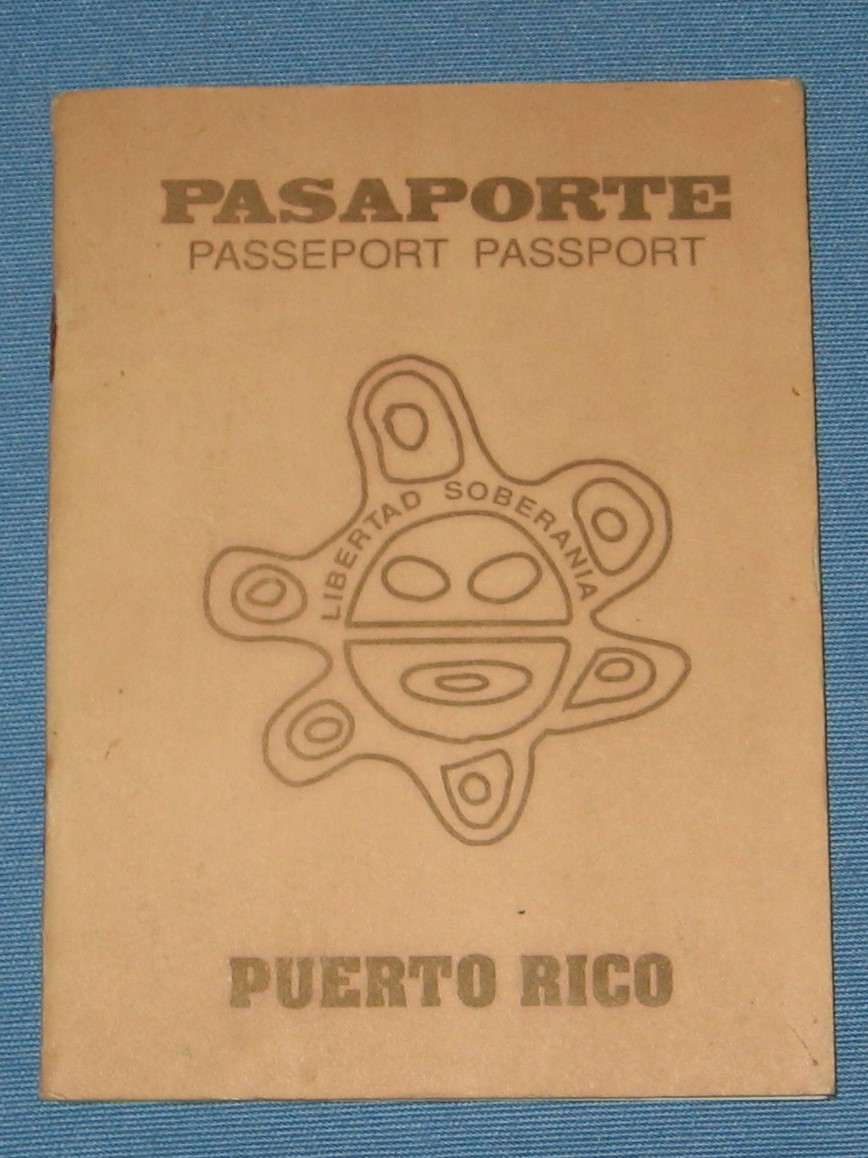 PASAPORTE
PASSEPORT PASSPORT
LIBERTAD SOBERANIA
PUERTO RICO